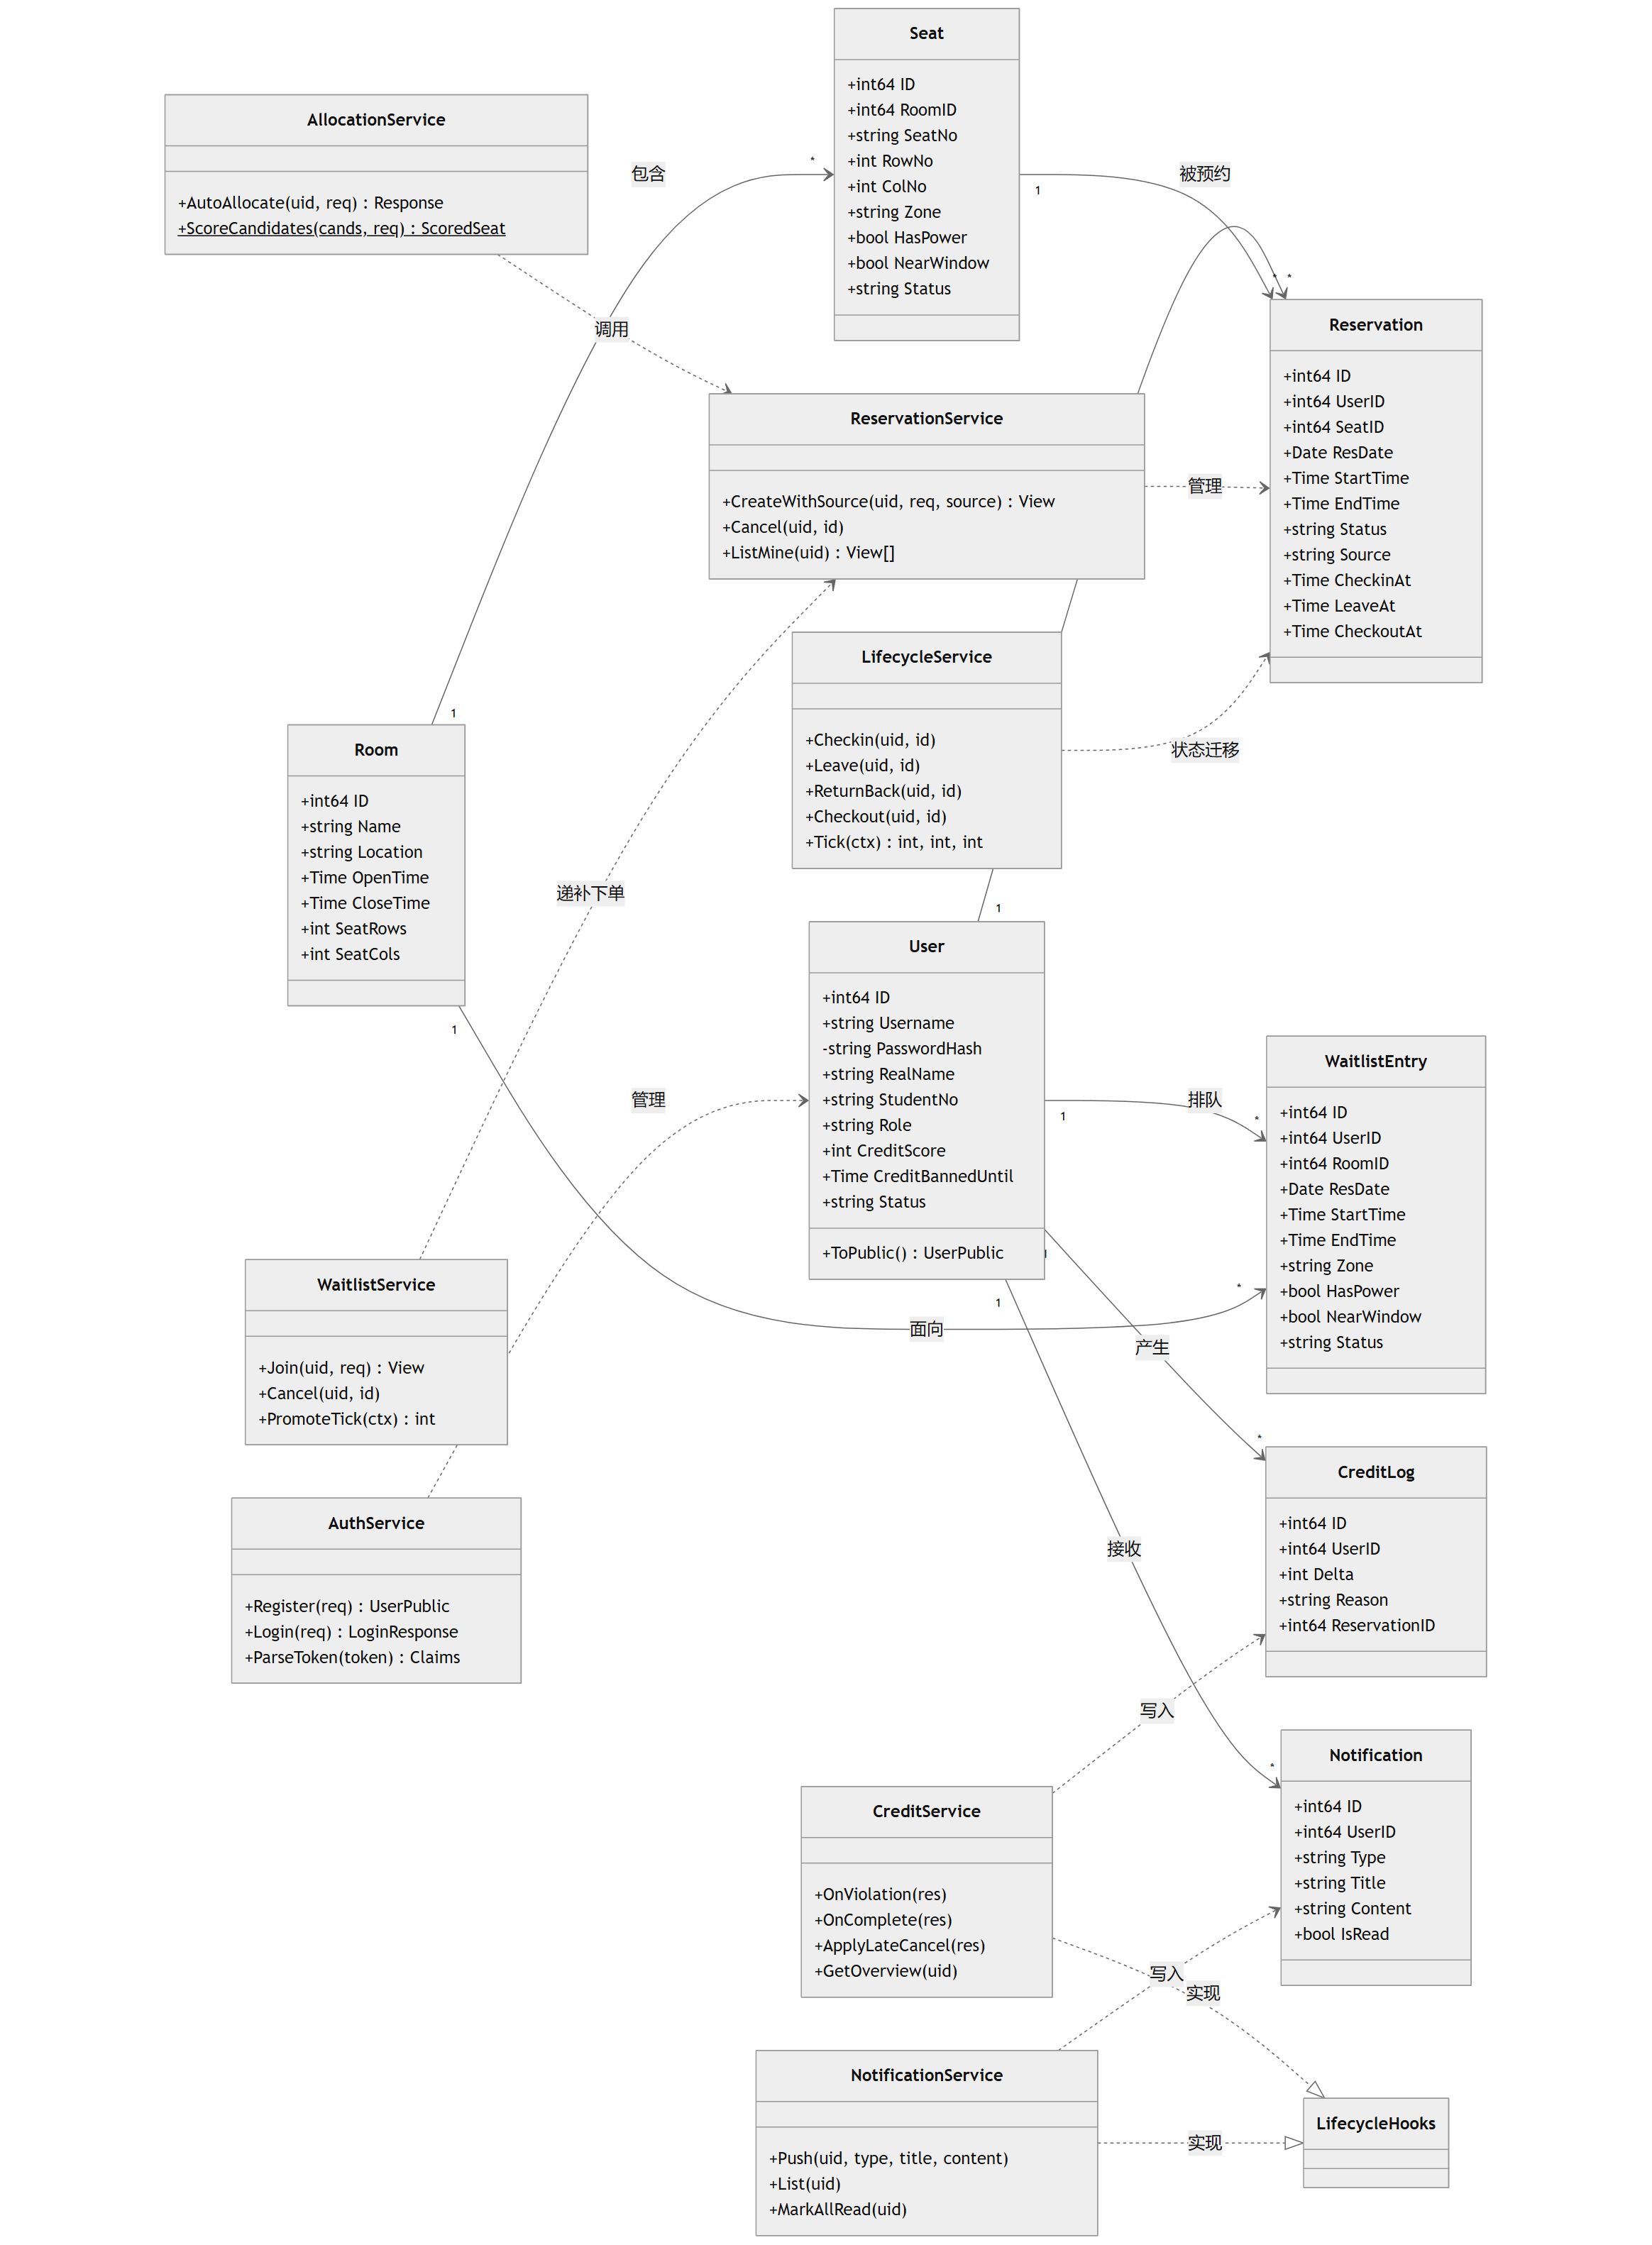 Seat
+int64 ID
+int64 RoomID
+string SeatNo
+int RowNo
+int ColNo
+string Zone
+bool HasPower
+bool NearWindow
+string Status
AllocationService
+AutoAllocate(uid, req) : Response
+ScoreCandidates(cands, req) : ScoredSeat
包含
*
被预约
1
*
*
调用
Reservation
+int64 ID
+int64 UserID
+int64 SeatID
+Date ResDate
+Time StartTime
+Time EndTime
+string Status
+string Source
+Time CheckinAt
+Time LeaveAt
+Time CheckoutAt
ReservationService
+CreateWithSource(uid, req, source) : View
+Cancel(uid, id)
+ListMine(uid) : View[]
管理
LifecycleService
+Checkin(uid, id)
+Leave(uid, id)
+ReturnBack(uid, id)
+Checkout(uid, id)
+Tick(ctx) : int, int, int
状态迁移
1
Room
+int64 ID
+string Name
+string Location
+Time OpenTime
+Time CloseTime
+int SeatRows
+int SeatCols
1
递补下单
1
User
+int64 ID
+string Username
-string PasswordHash
+string RealName
+string StudentNo
+string Role
+int CreditScore
+Time CreditBannedUntil
+string Status
+ToPublic() : UserPublic
管理
1
排队
*
1
1
WaitlistEntry
+int64 ID
+int64 UserID
+int64 RoomID
+Date ResDate
+Time StartTime
+Time EndTime
+string Zone
+bool HasPower
+bool NearWindow
+string Status
*
面向
产生
*
WaitlistService
+Join(uid, req) : View
+Cancel(uid, id)
+PromoteTick(ctx) : int
AuthService
+Register(req) : UserPublic
+Login(req) : LoginResponse
+ParseToken(token) : Claims
CreditLog
+int64 ID
+int64 UserID
+int Delta
+string Reason
+int64 ReservationID
接收
*
写入
Notification
+int64 ID
+int64 UserID
+string Type
+string Title
+string Content
+bool IsRead
CreditService
+OnViolation(res)
+OnComplete(res)
+ApplyLateCancel(res)
+GetOverview(uid)
写入
实现
NotificationService
+Push(uid, type, title, content)
+List(uid)
+MarkAllRead(uid)
实现
LifecycleHooks